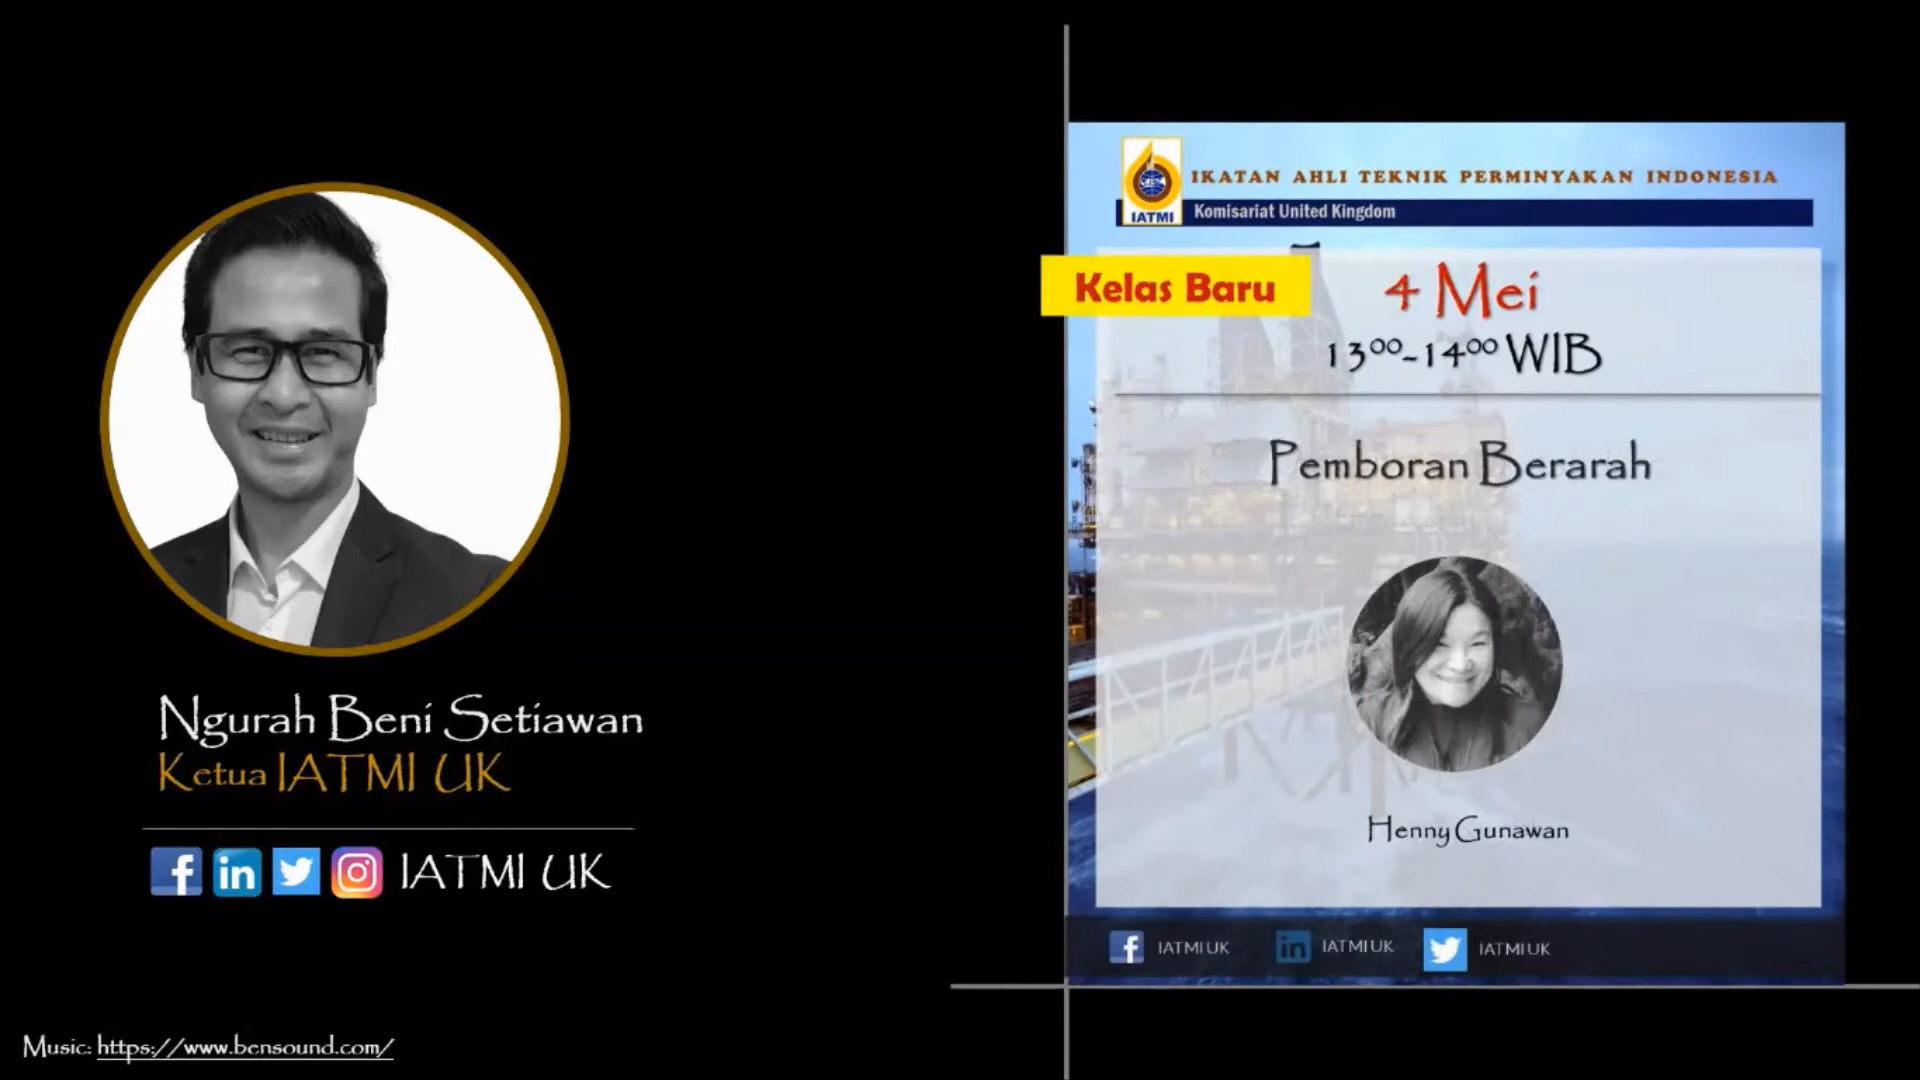 Ngurah Beni Setiawan
Ketua IATMI UK
IATMI UK
Music: https://www.bensound.com/
IATMI
IKATAN AHLI TEKNIK PERMINYAKAN INDONESIA
Komisariat United Kingdom
Kelas Baru
4 Mei
13⁰⁰-14⁰⁰ WIB
Pemboran Berarah
Henny Gunawan
IATMI UK IATMI UK IATMI UK